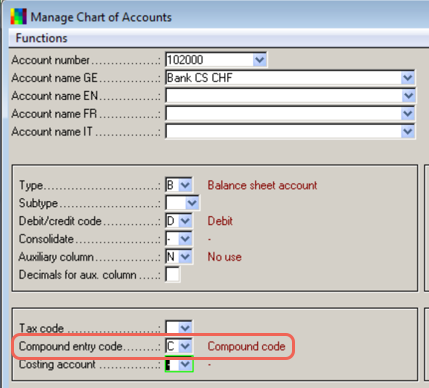 Manage Chart of Accounts
Functions
Account number...............: 102000
Account name GE............: Bank CS CHF
Account name EN............:
Account name FR............:
Account name IT.............:
Type..............................: B Balance sheet account
Subtype.........................:
Debit/credit code............: D Debit
Consolidate....................: - -
Auxiliary column..............: N No use
Decimals for aux. column .....:
Tax code .......................:
Compound entry code........: C Compound code
Costing account .............: -